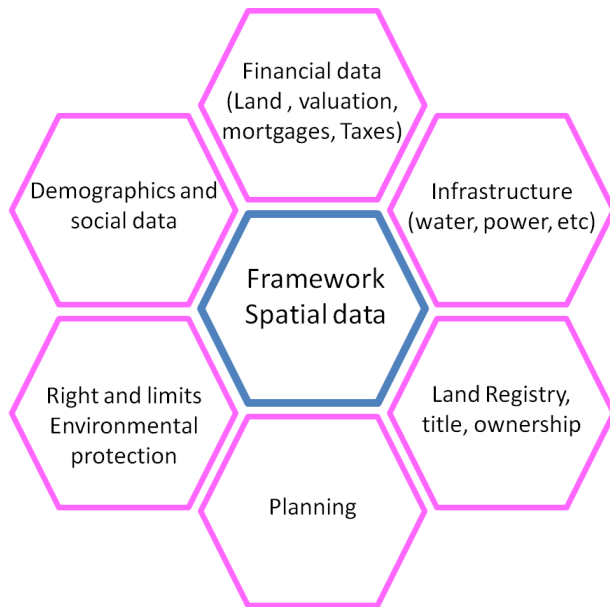 Financial data
(Land , valuation,
mortgages, Taxes)
Demographics and
social data
Infrastructure
(water, power, etc)
Framework
Spatial data
Right and limits
Environmental
protection
Land Registry,
title, ownership
Planning